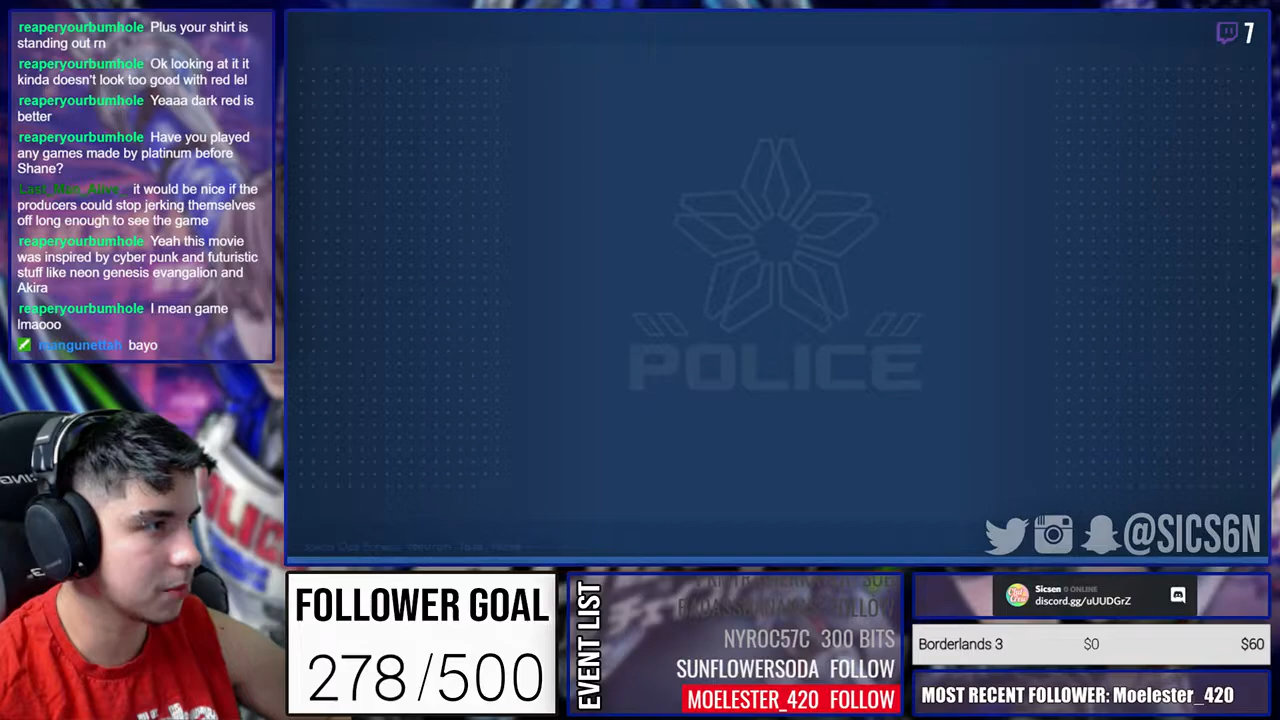 reaperyourbumhole Plus your shirt is
standing out rn
reaperyourbumhole Ok looking at it it
kinda doesn't look too good with red lel
reaperyourbumhole Yeaaa dark red is
better
reaperyourbumhole Have you played
any games made by platinum before
Shane?
it would be nice if the
producers could stop jerking themselves
off long enough to see the game
reaperyourbumhole Yeah this movie
was inspired by cyber punk and futuristic
stuff like neon genesis evangalion and
Akira
reaperyourbumhole I mean game
lmaooo
mangunettah bayo
7
POLICE
@SICS6N
FOLLOWER GOAL
278/500
EVENT LIST
FOLLOW
NYROC57C 300 BITS
SUNFLOWERSODA FOLLOW
MOELESTER_420 FOLLOW
Sicsen 0 ONLINE
discord.gg/uUUDGrZ
Borderlands 3 $0 $60
MOST RECENT FOLLOWER: Moelester_420